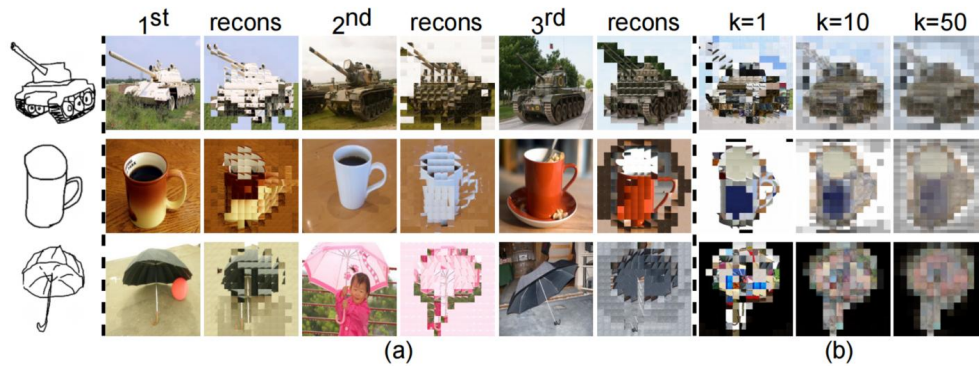 1st recons 2nd recons 3rd recons k=1 k=10 k=50
(a) (b)